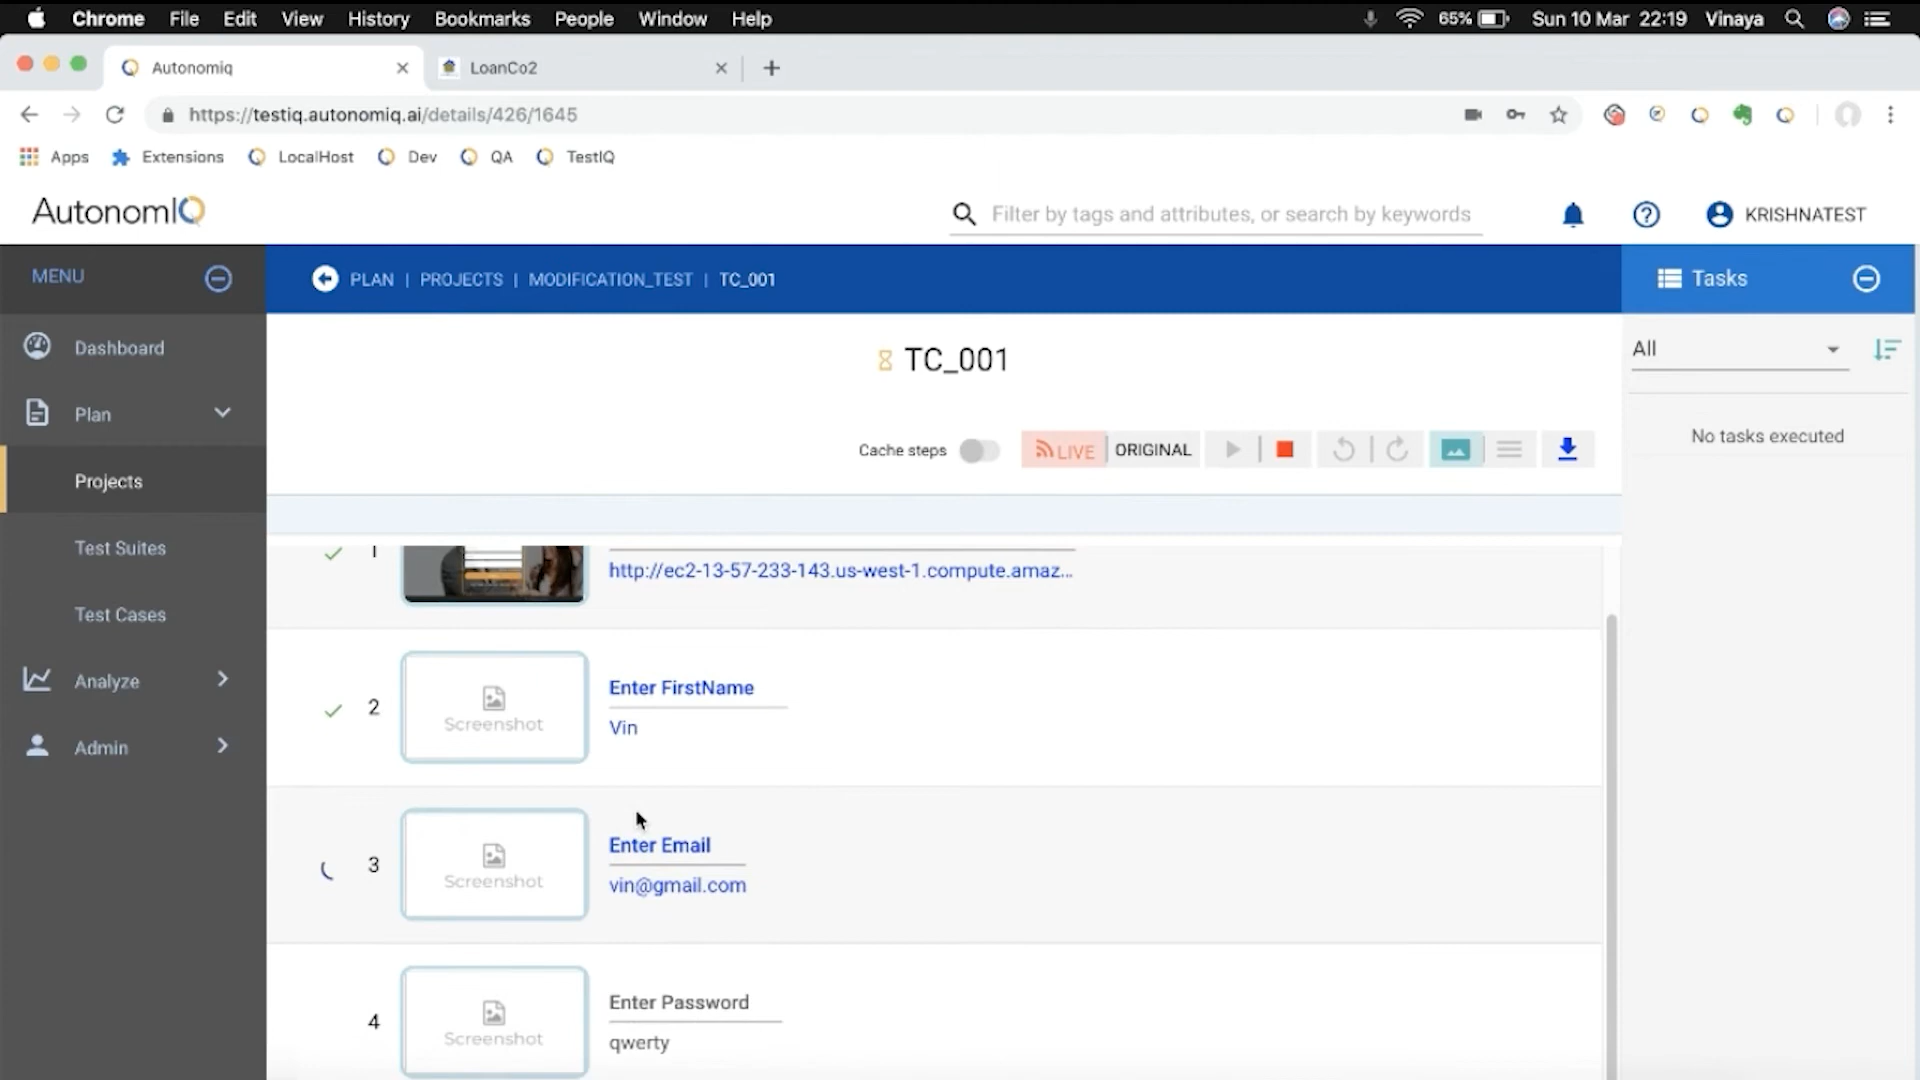 Chrome File Edit View History Bookmarks People Window Help 65% Sun 10 Mar 22:19 Vinaya
Autonomiq LoanCo2
https://testiq.autonomiq.ai/details/426/1645
Apps Extensions LocalHost Dev QA TestIQ
AutonomIQ Filter by tags and attributes, or search by keywords KRISHNATEST
MENU PLAN | PROJECTS | MODIFICATION_TEST | TC_001 Tasks
Dashboard
Plan
Projects
Test Suites
Test Cases
Analyze
Admin
TC_001
Cache steps LIVE ORIGINAL
1
http://ec2-13-57-233-143.us-west-1.compute.amaz...
2
Screenshot
Enter FirstName
Vin
3
Screenshot
Enter Email
vin@gmail.com
4
Screenshot
Enter Password
qwerty
All
No tasks executed